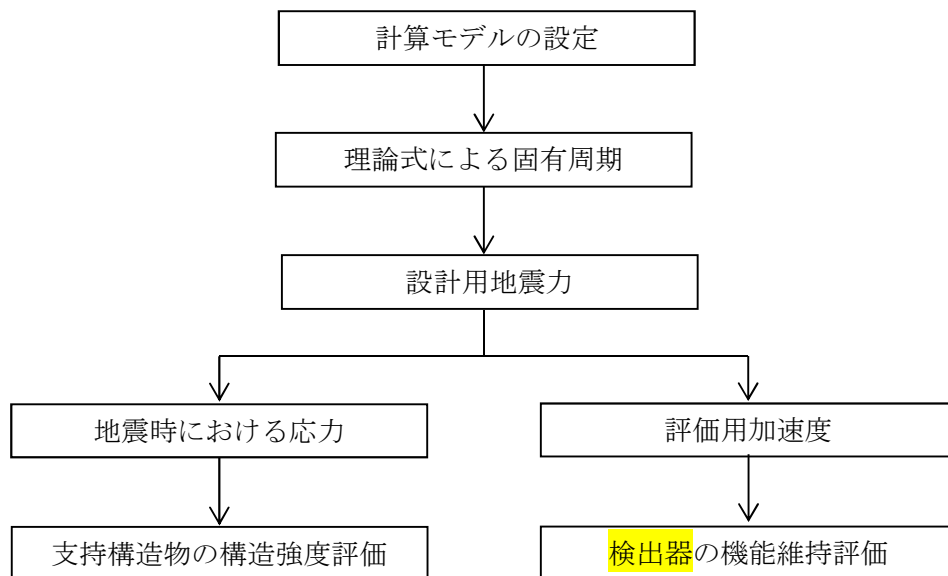 計算モデルの設定
理論式による固有周期
設計用地震力
地震時における応力
評価用加速度
支持構造物の構造強度評価
検出器の機能維持評価